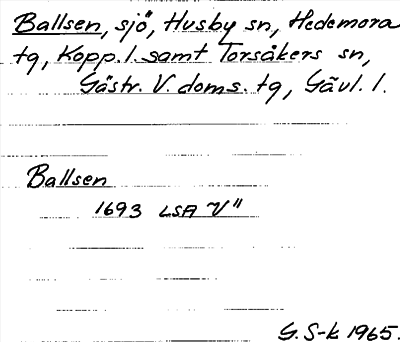 Ballsen, sjö, Husby sn, Hedemora
tg, Kopp. l. samt Torsåkers sn,
Gästr. V. doms. tg, Gävl. l.
Ballsen
1693 LSA V"
G. S-k 1965.